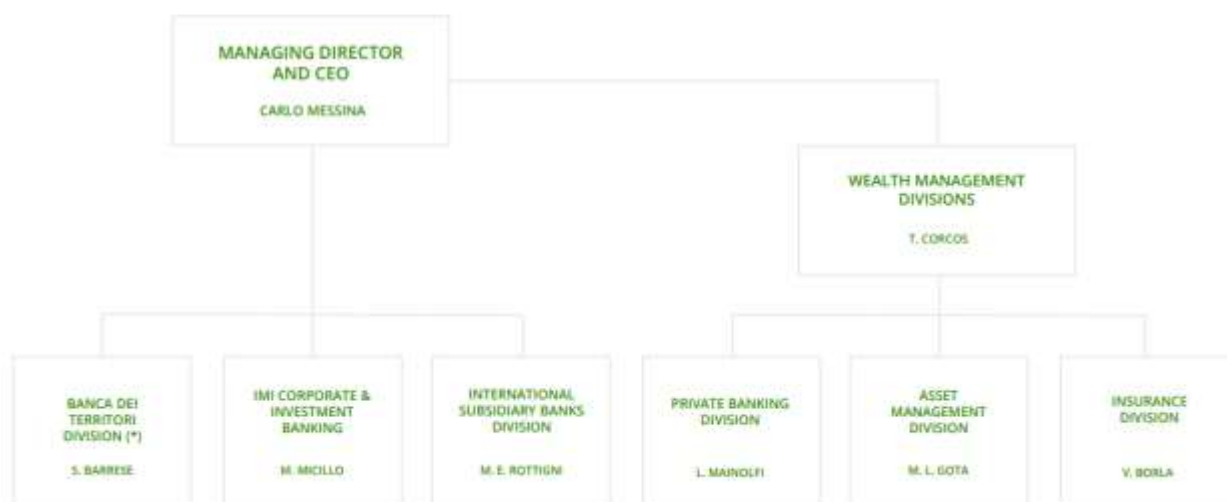 MANAGING DIRECTOR
AND CEO
CARLO MESSINA
WEALTH MANAGEMENT
DIVISIONS
T. CORCOS
BANCA DEI
TERRITORI
DIVISION (*)
S. BARRESE
IMI CORPORATE &
INVESTMENT
BANKING
M. MICILLO
INTERNATIONAL
SUBSIDIARY BANKS
DIVISION
M. E. ROTTIGNI
PRIVATE BANKING
DIVISION
L. MAINOLFI
ASSET
MANAGEMENT
DIVISION
M. L. GOTA
INSURANCE
DIVISION
V. BORLA